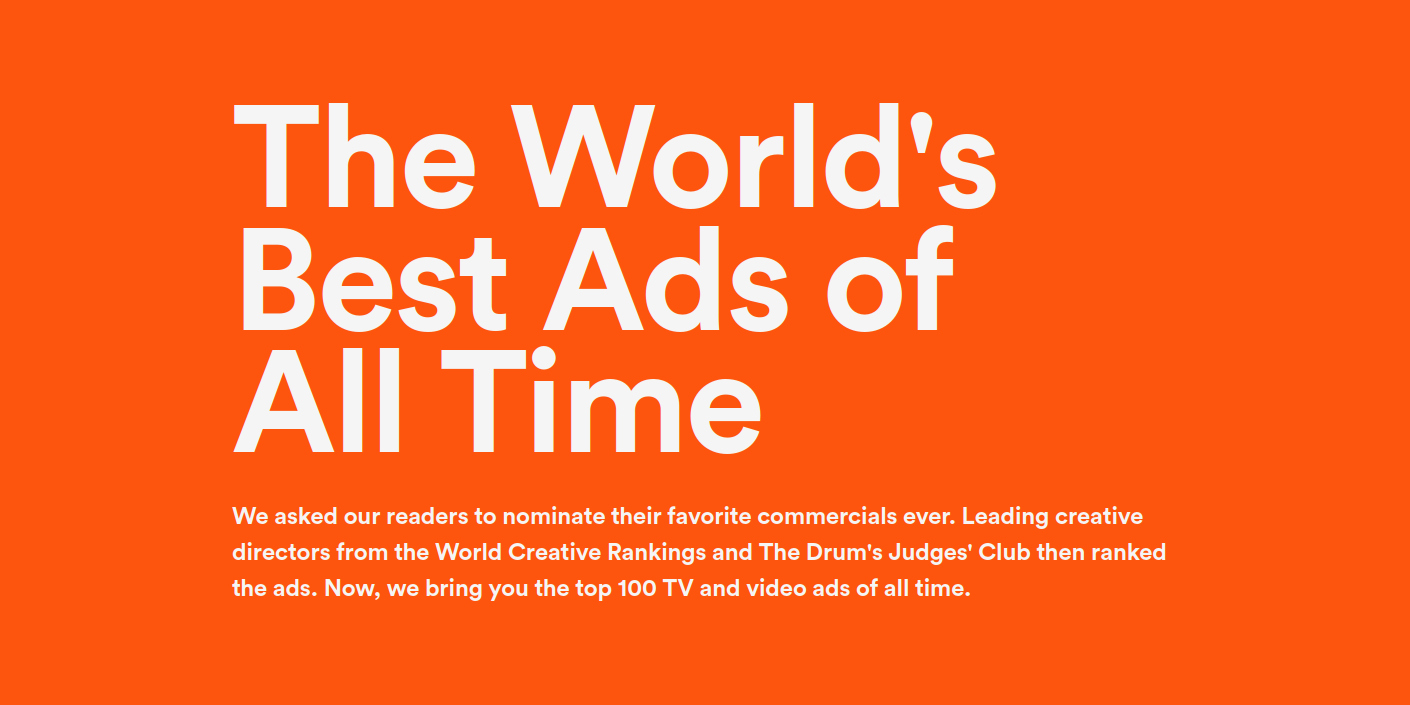 The World's
Best Ads of
All Time
We asked our readers to nominate their favorite commercials ever. Leading creative
directors from the World Creative Rankings and The Drum's Judges' Club then ranked
the ads. Now, we bring you the top 100 TV and video ads of all time.